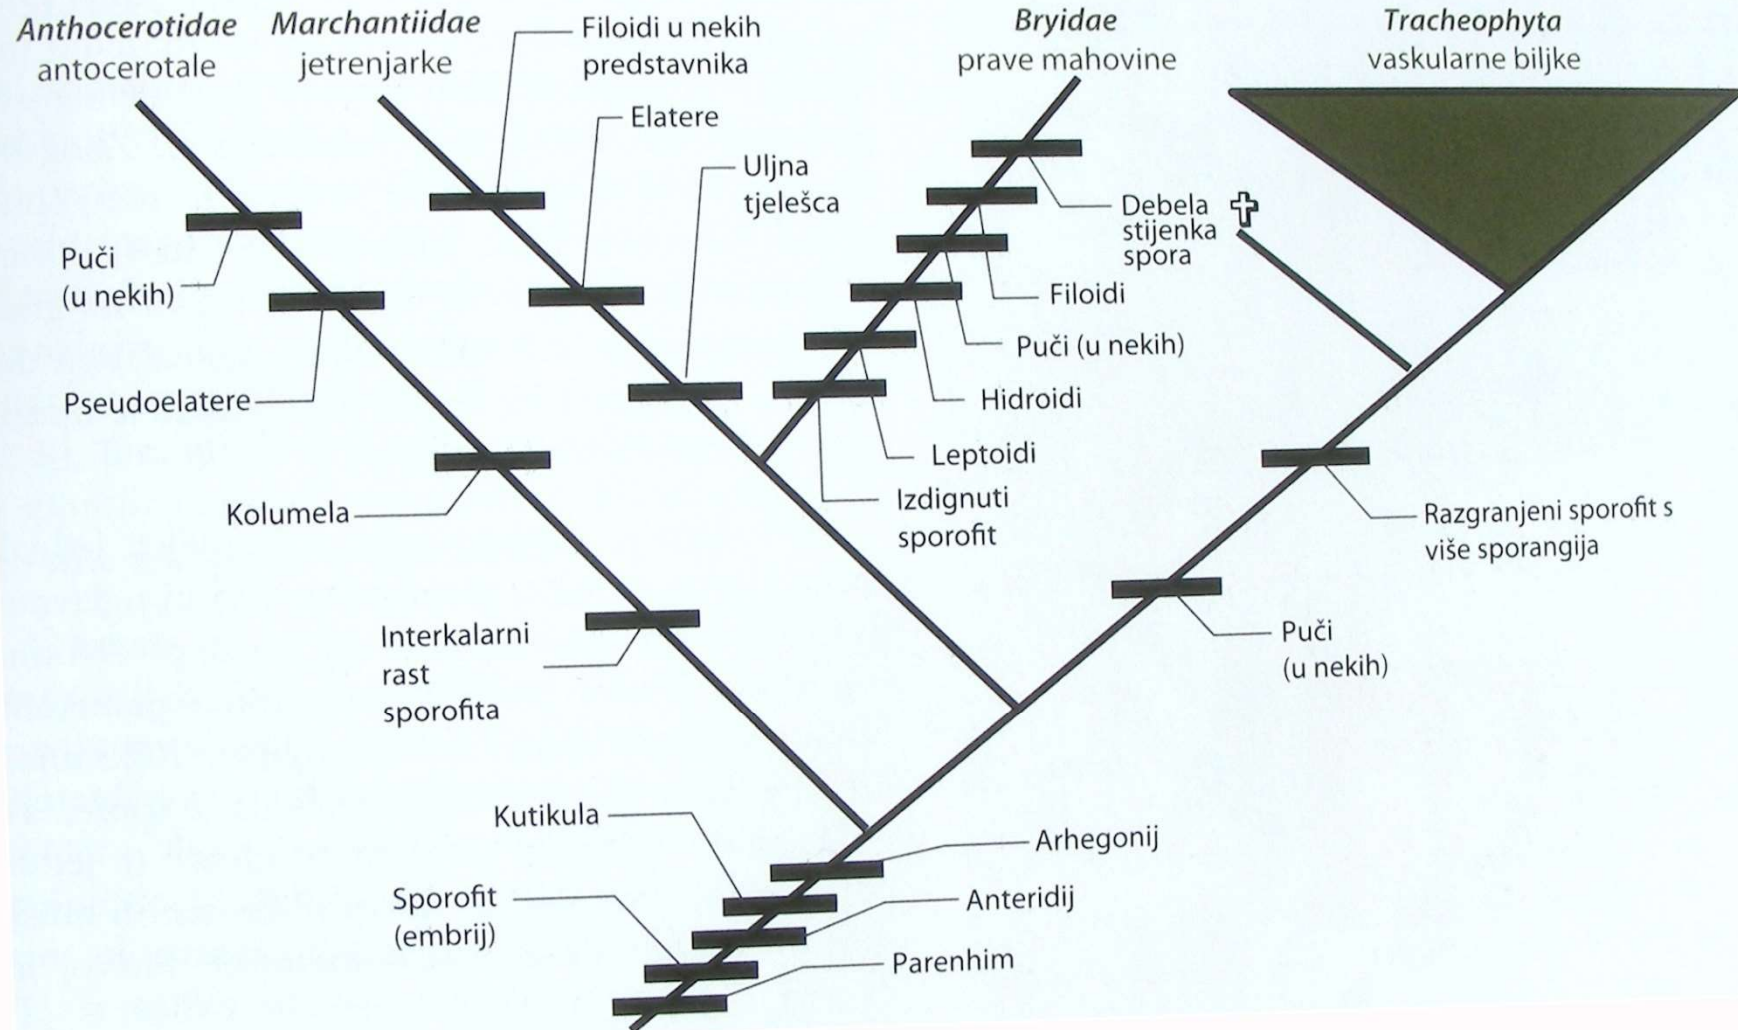 Anthocerotidae
antocerotale
Marchantiidae
jetrenjarke
Filoidi u nekih
predstavnika
Bryidae
prave mahovine
Tracheophyta
vaskularne biljke
Elatere
Uljna
tjelešca
Debela
stijenka
spora
Puči
(u nekih)
Filoidi
Puči (u nekih)
Pseudoelatere
Hidroidi
Leptoidi
Kolumela
Izdignuti
sporofit
Razgranjeni sporofit s
više sporangija
Interkalarni
rast
sporofita
Puči
(u nekih)
Kutikula
Arhegonij
Sporofit
(embrij)
Anteridij
Parenhim